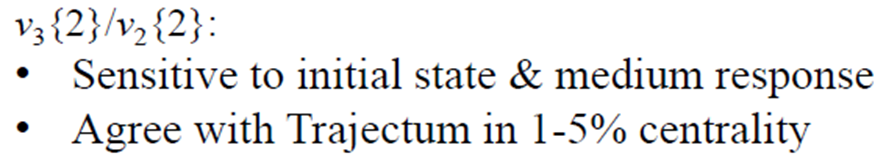 v₃{2}/v₂{2}:
• Sensitive to initial state & medium response
• Agree with Trajectum in 1-5% centrality